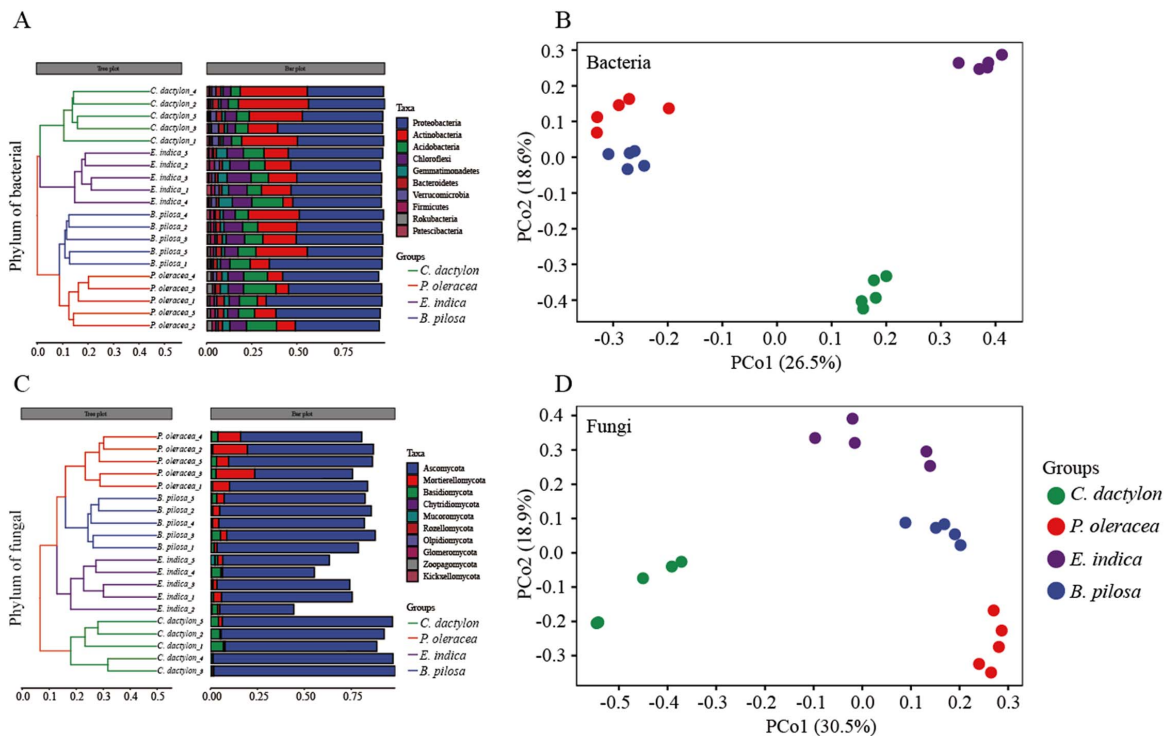 A
Tree plot
Bar plot
Phylum of bacterial
C. dactylon_4
C. dactylon_2
C. dactylon_5
C. dactylon_3
C. dactylon_1
E. indica_5
E. indica_2
E. indica_3
E. indica_1
E. indica_4
B. pilosa_4
B. pilosa_2
B. pilosa_3
B. pilosa_5
B. pilosa_1
P. oleracea_4
P. oleracea_5
P. oleracea_1
P. oleracea_3
P. oleracea_2
0.0 0.1 0.2 0.3 0.4 0.5
0.00 0.25 0.50 0.75
Taxa
Proteobacteria
Actinobacteria
Acidobacteria
Chloroflexi
Gemmatimonadetes
Bacteroidetes
Verrucomicrobia
Firmicutes
Rokubacteria
Patescibacteria
Groups
C. dactylon
P. oleracea
E. indica
B. pilosa
B
Bacteria
PCo2 (18.6%)
0.3
0.2
0.1
0.0
-0.1
-0.2
-0.3
-0.4
-0.3 -0.2 -0.1 0.0 0.1 0.2 0.3 0.4
PCo1 (26.5%)
C
Tree plot
Bar plot
Phylum of fungal
P. oleracea_4
P. oleracea_2
P. oleracea_5
P. oleracea_3
P. oleracea_1
B. pilosa_5
B. pilosa_2
B. pilosa_4
B. pilosa_3
B. pilosa_1
E. indica_5
E. indica_4
E. indica_3
E. indica_1
E. indica_2
C. dactylon_5
C. dactylon_2
C. dactylon_1
C. dactylon_4
C. dactylon_3
0.0 0.1 0.2 0.3 0.4 0.5
0.00 0.25 0.50 0.75
Taxa
Ascomycota
Mortierellomycota
Basidiomycota
Chytridiomycota
Mucoromycota
Rozellomycota
Olpidiomycota
Glomeromycota
Zoopagomycota
Kickxellomycota
Groups
C. dactylon
P. oleracea
E. indica
B. pilosa
D
Fungi
PCo2 (18.9%)
0.4
0.3
0.2
0.1
0.0
-0.1
-0.2
-0.3
-0.5 -0.4 -0.3 -0.2 -0.1 0.0 0.1 0.2 0.3
PCo1 (30.5%)
Groups
C. dactylon
P. oleracea
E. indica
B. pilosa